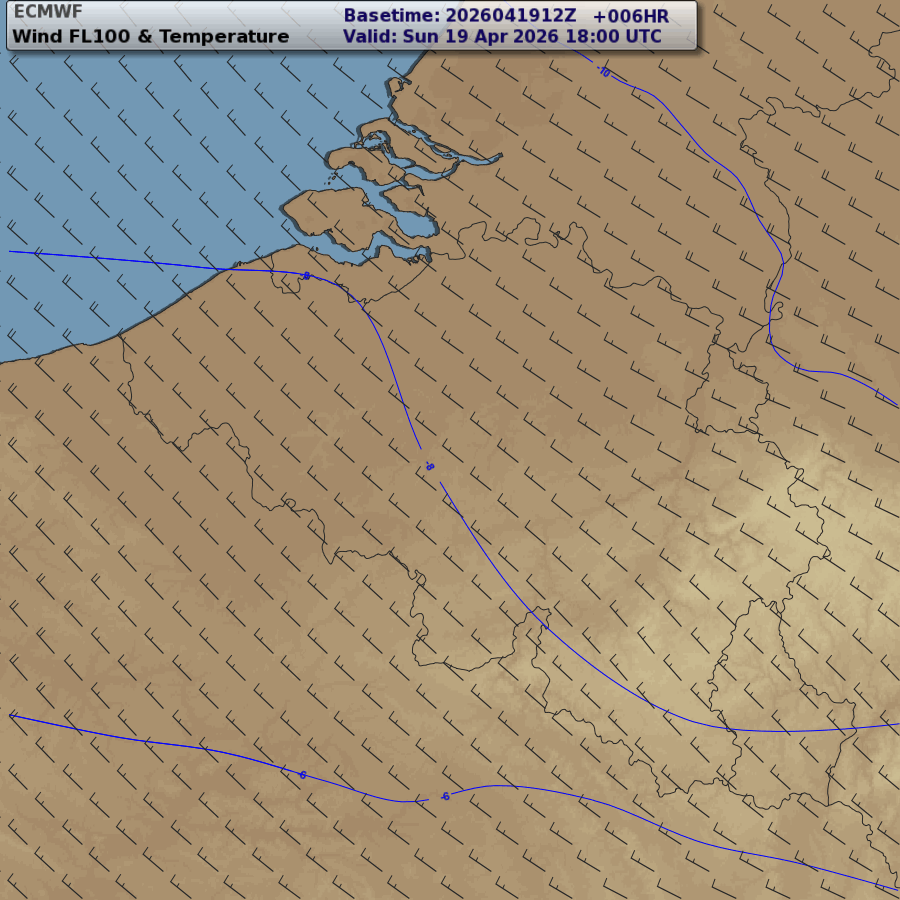 ECMWF
Basetime: 2026041912Z +006HR
Wind FL100 & Temperature
Valid: Sun 19 Apr 2026 18:00 UTC
-10
-8
-8
-6
-6